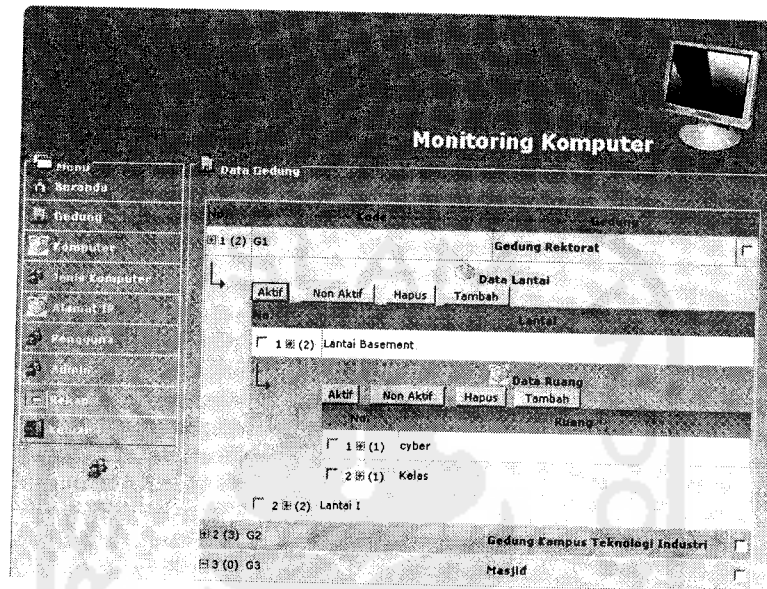 Monitoring Komputer
Menu
Beranda
Gedung
Komputer
Jenis Komputer
Alamat IP
Pengguna
Admin
Data Gedung
No. Kode Gedung
1 (2) G1 Gedung Rektorat
Data Lantai
Aktif Non Aktif Hapus Tambah
No Lantai
1 (2) Lantai Basement
Data Ruang
Aktif Non Aktif Hapus Tambah
No. Ruang
1 (1) cyber
2 (1) Kelas
2 (2) Lantai I
2 (3) G2 Gedung Kampus Teknologi Industri
3 (0) G3 Masjid